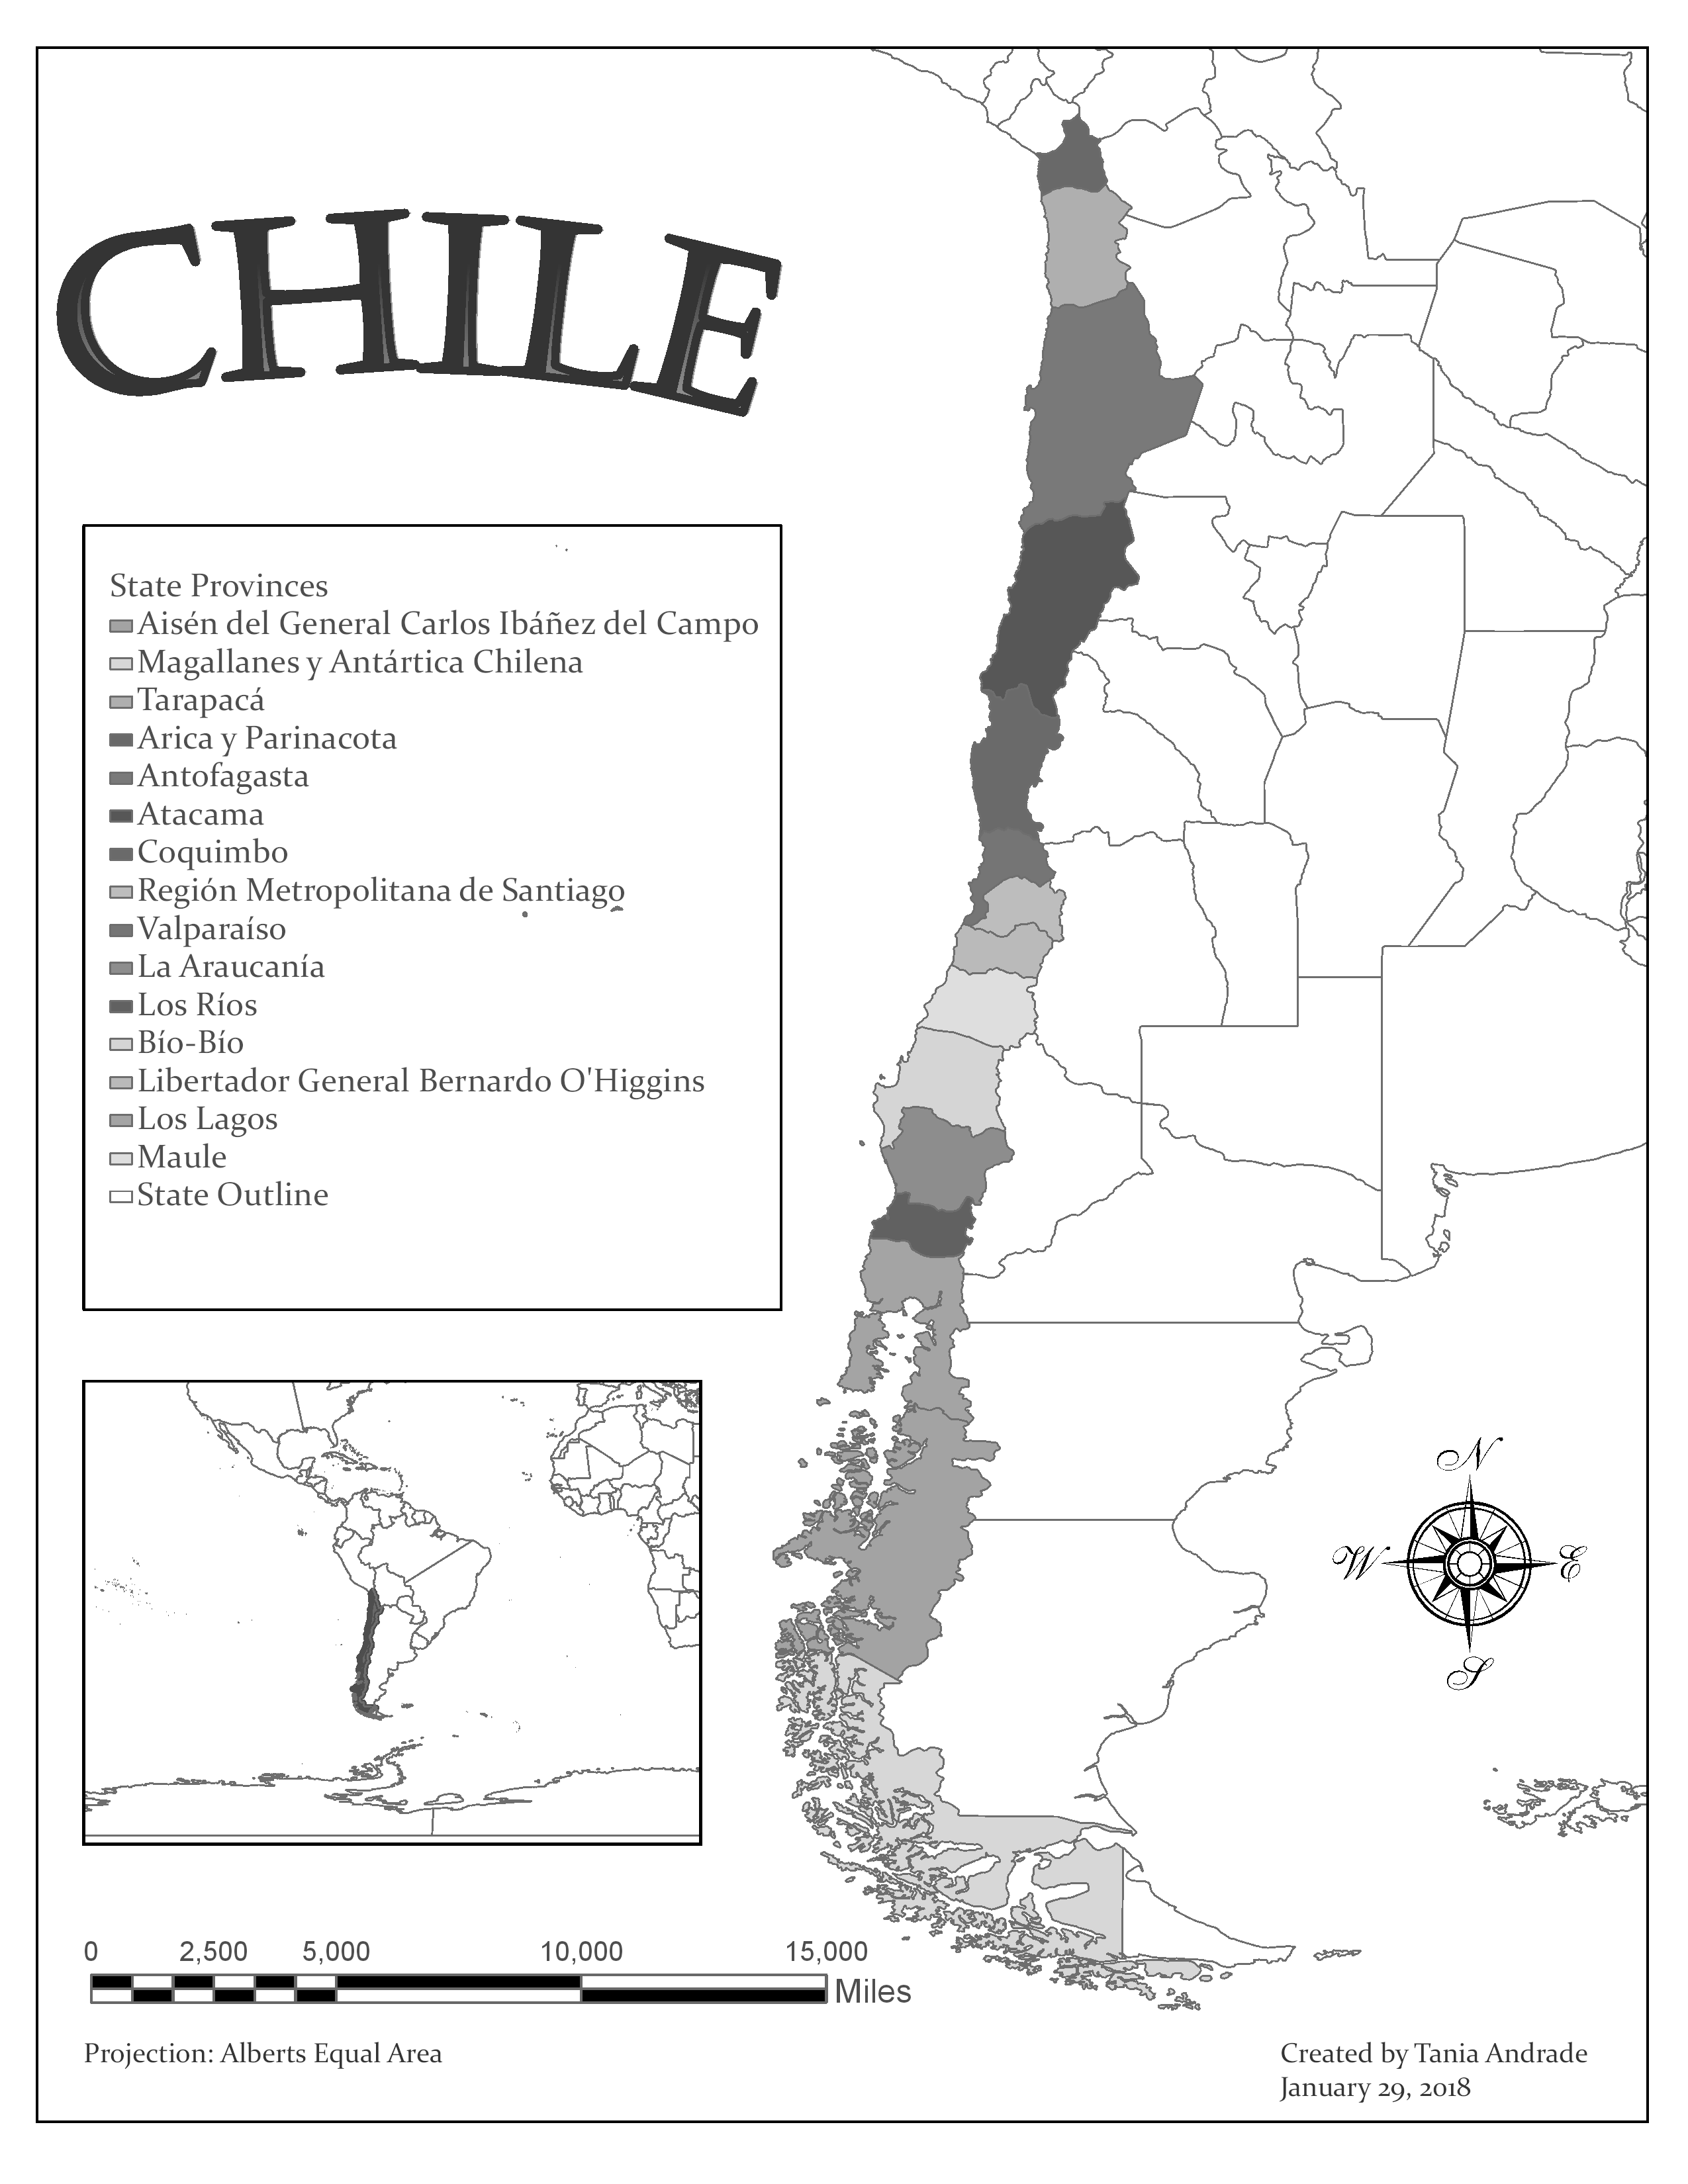 CHILE
State Provinces
Aisén del General Carlos Ibáñez del Campo
Magallanes y Antártica Chilena
Tarapacá
Arica y Parinacota
Antofagasta
Atacama
Coquimbo
Región Metropolitana de Santiago
Valparaíso
La Araucanía
Los Ríos
Bío-Bío
Libertador General Bernardo O'Higgins
Los Lagos
Maule
State Outline
N
W E
S
0 2,500 5,000 10,000 15,000
Miles
Projection: Alberts Equal Area
Created by Tania Andrade
January 29, 2018